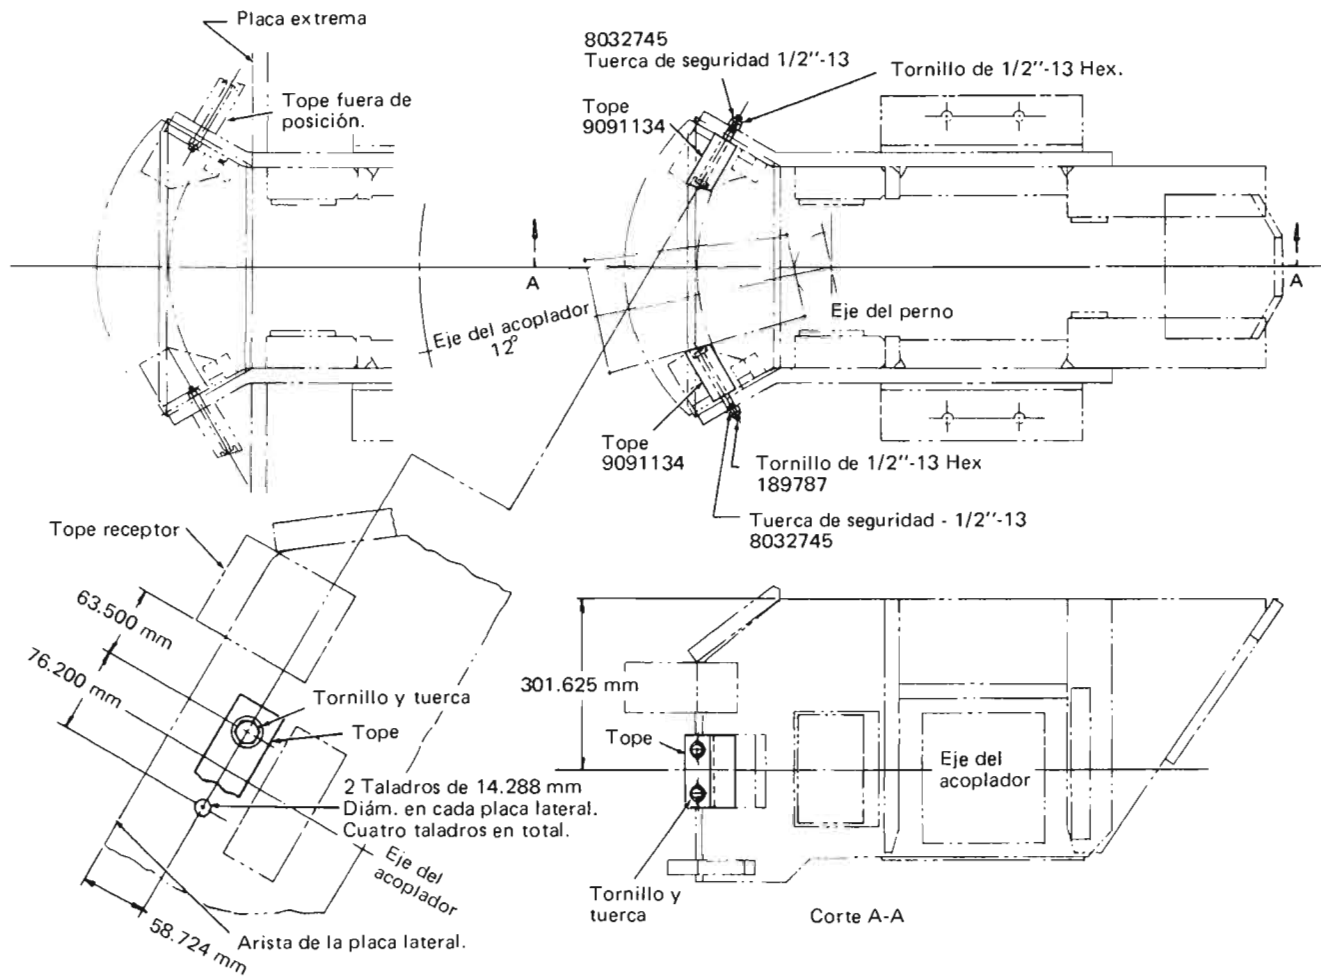 Placa extrema
8032745
Tuerca de seguridad 1/2''-13
Tornillo de 1/2''-13 Hex.
Tope fuera de
posición.
Tope
9091134
A
A
Eje del acoplador
12°
Eje del perno
Tope
9091134
Tornillo de 1/2''-13 Hex
189787
Tuerca de seguridad - 1/2''-13
8032745
Tope receptor
63.500 mm
76.200 mm
Tornillo y tuerca
Tope
2 Taladros de 14.288 mm
Diám. en cada placa lateral.
Cuatro taladros en total.
Eje del
acoplador
58.724 mm
Arista de la placa lateral.
301.625 mm
Tope
Eje del
acoplador
Tornillo y
tuerca
Corte A-A